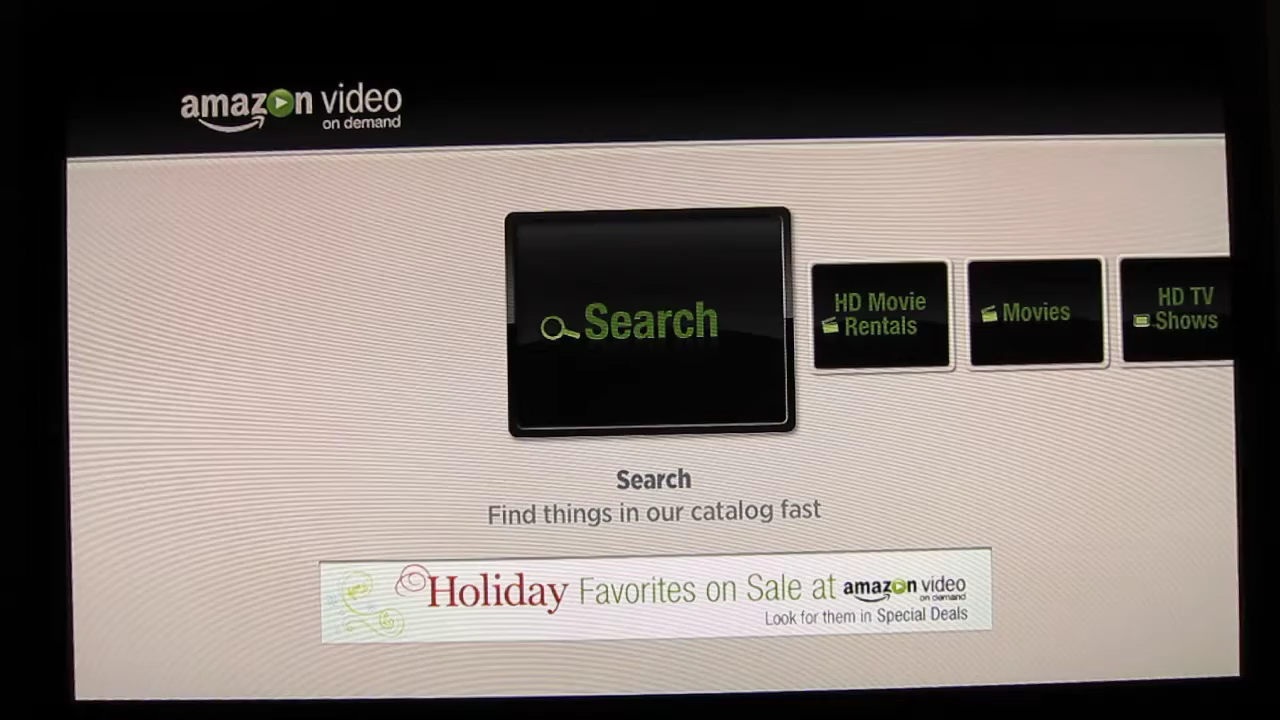 amazon video
on demand
Search
HD Movie
Rentals
Movies
HD TV
Shows
Search
Find things in our catalog fast
Holiday Favorites on Sale at amazon video
on demand
Look for them in Special Deals